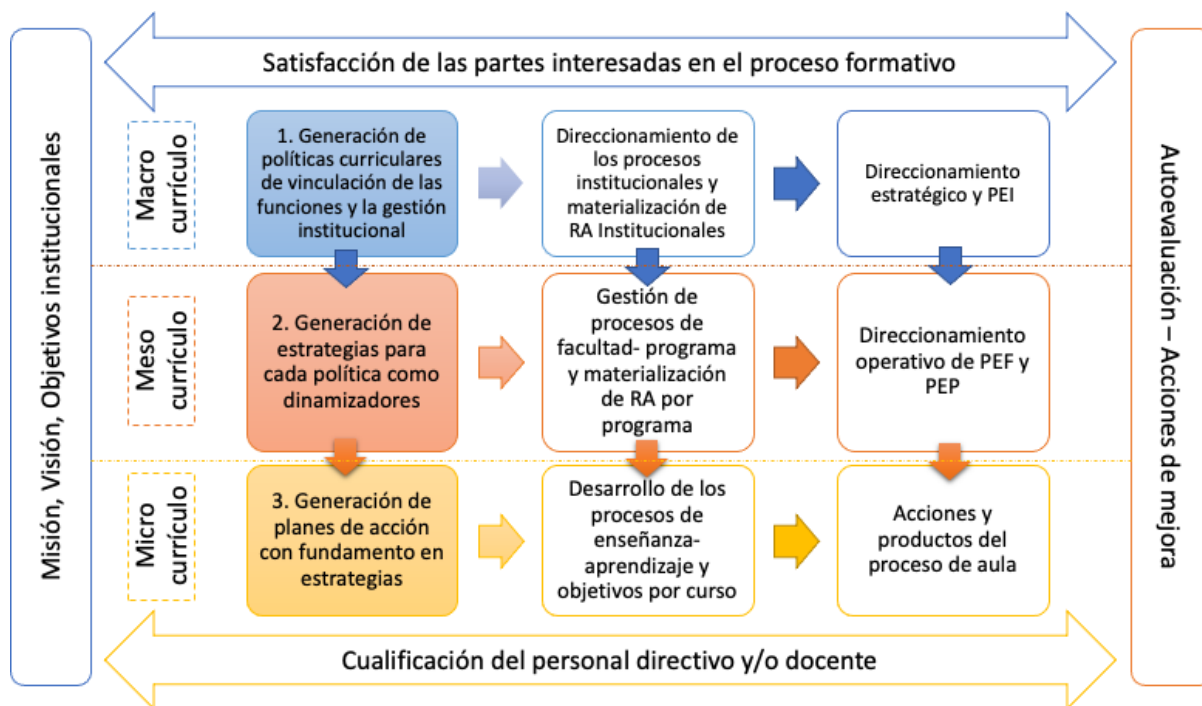 Misión, Visión, Objetivos institucionales
Satisfacción de las partes interesadas en el proceso formativo
Macro
currículo
1. Generación de
políticas curriculares
de vinculación de las
funciones y la gestión
institucional
Direccionamiento de
los procesos
institucionales y
materialización de
RA Institucionales
Direccionamiento
estratégico y PEI
Meso
currículo
2. Generación de
estrategias para
cada política como
dinamizadores
Gestión de
procesos de
facultad- programa
y materialización
de RA por
programa
Direccionamiento
operativo de PEF y
PEP
Micro
currículo
3. Generación de
planes de acción
con fundamento en
estrategias
Desarrollo de los
procesos de
enseñanza-
aprendizaje y
objetivos por curso
Acciones y
productos del
proceso de aula
Cualificación del personal directivo y/o docente
Autoevaluación – Acciones de mejora